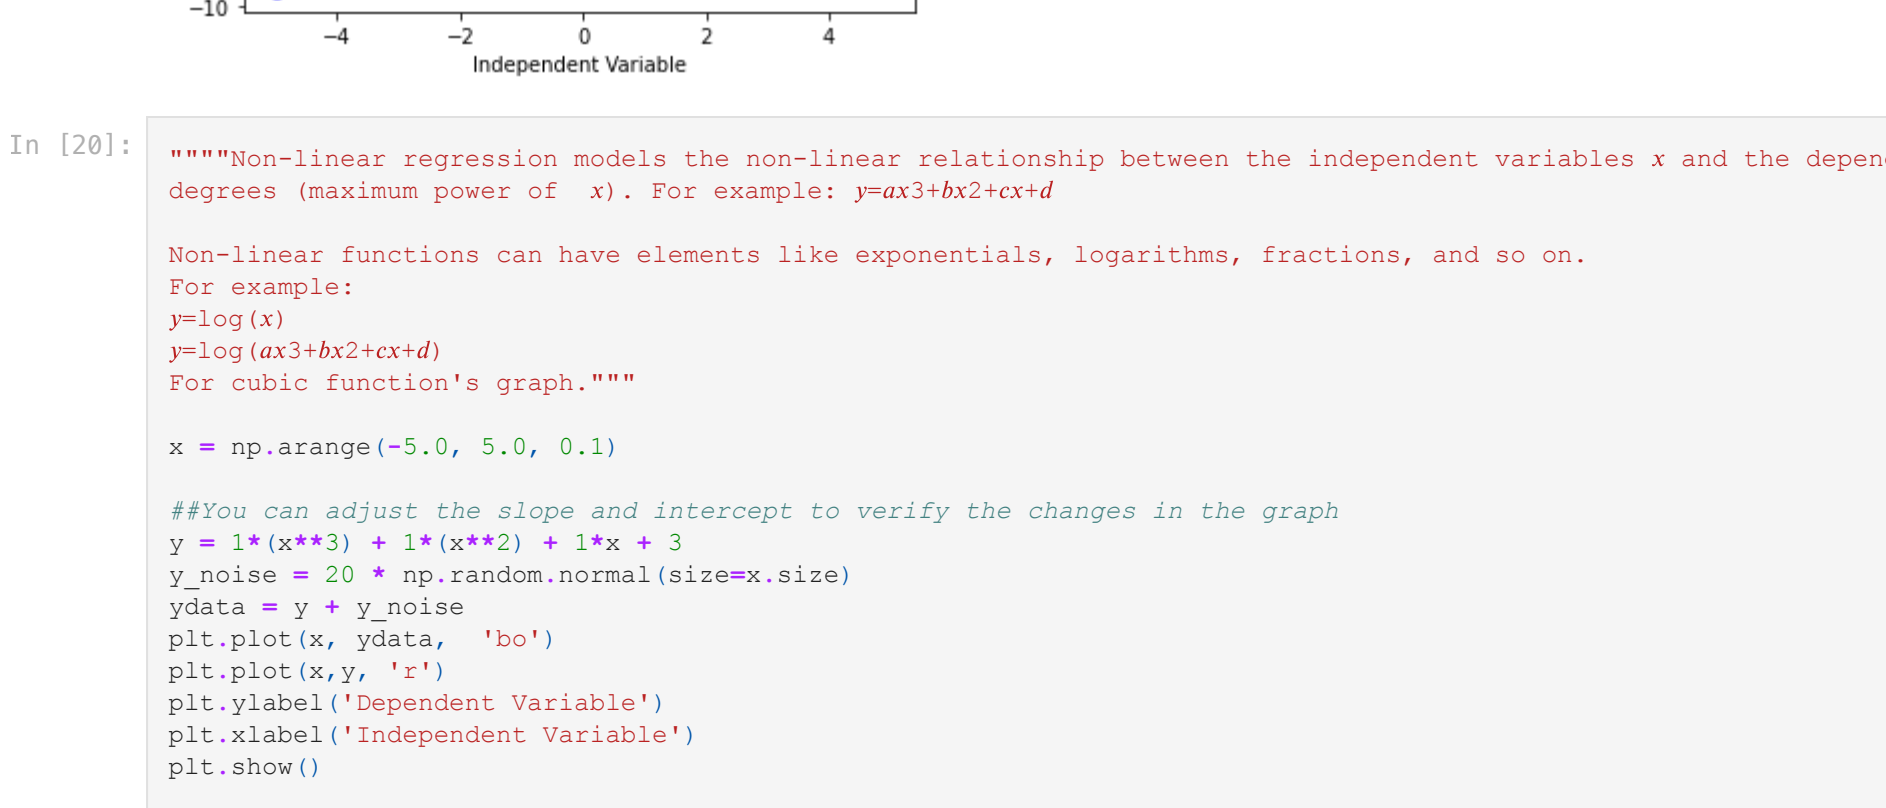 −10
−4 −2 0 2 4
Independent Variable
In [20]:
""""Non-linear regression models the non-linear relationship between the independent variables 𝑥 and the
degrees (maximum power of  𝑥). For example: 𝑦=𝑎𝑥3+𝑏𝑥2+𝑐𝑥+𝑑
Non-linear functions can have elements like exponentials, logarithms, fractions, and so on.
For example:
𝑦=log(𝑥)
𝑦=log(𝑎𝑥3+𝑏𝑥2+𝑐𝑥+𝑑)
For cubic function's graph."""
x = np.arange(-5.0, 5.0, 0.1)
##You can adjust the slope and intercept to verify the changes in the graph
y = 1*(x**3) + 1*(x**2) + 1*x + 3
y_noise = 20 * np.random.normal(size=x.size)
ydata = y + y_noise
plt.plot(x, ydata,  'bo')
plt.plot(x,y, 'r')
plt.ylabel('Dependent Variable')
plt.xlabel('Independent Variable')
plt.show()